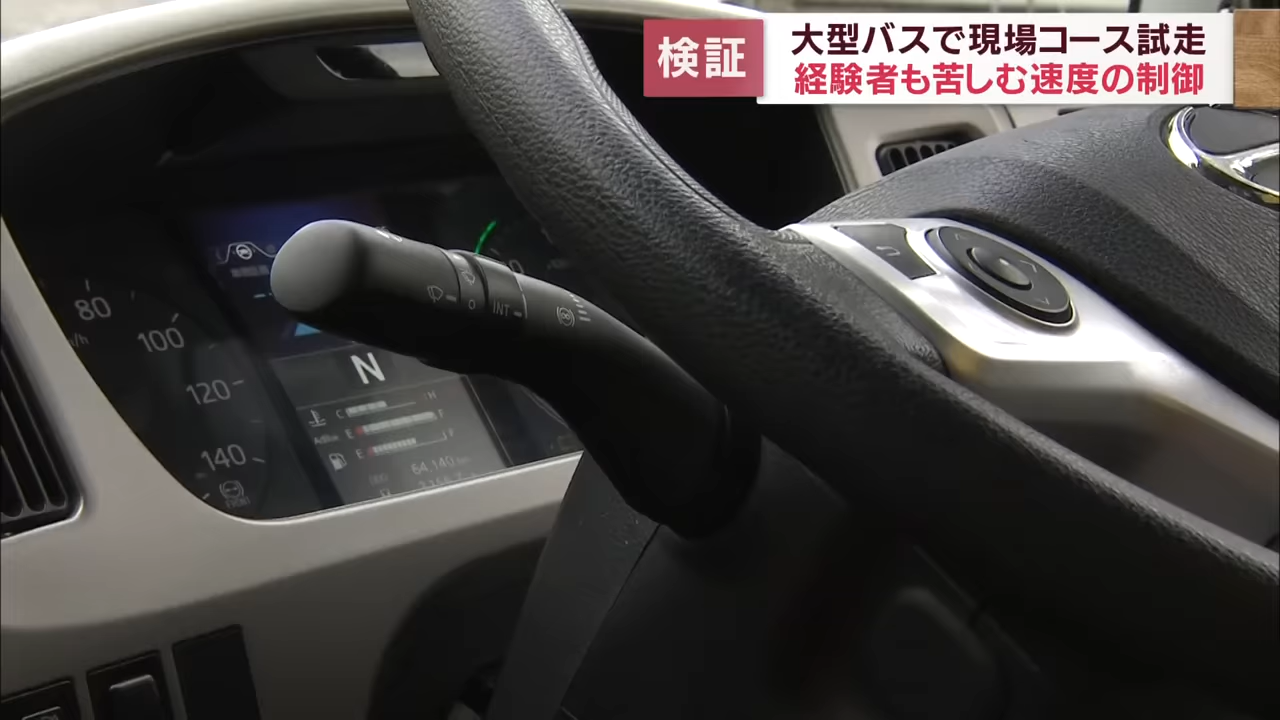 検証
大型バスで現場コース試走
経験者も苦しむ速度の制御
80
100
120
140
INT
N
C H
AdBlue E F
E F
64,140